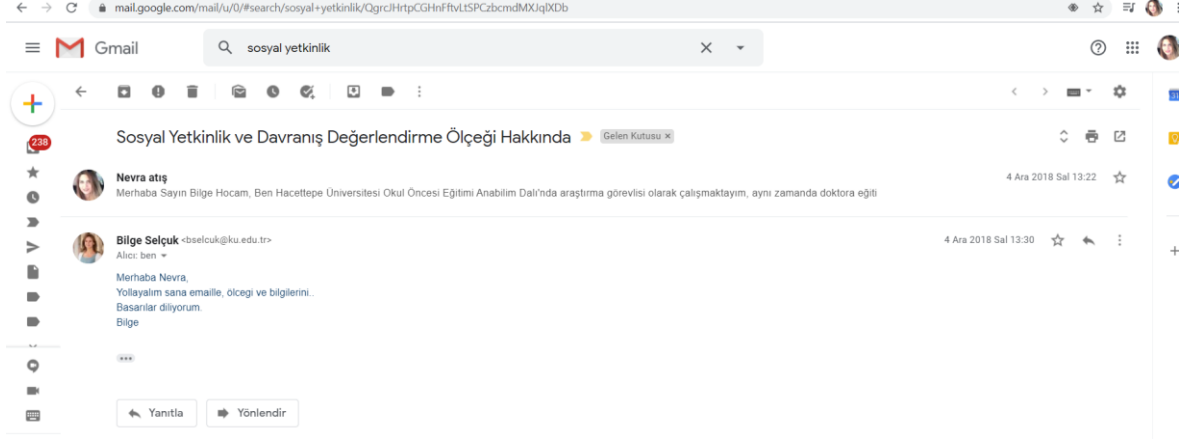 mail.google.com/mail/u/0/#search/sosyal+yetkinlik/QgrcJHrtpCGHnFftvLtSPCzbcmdMXJqlXDb
Gmail
sosyal yetkinlik
238
Sosyal Yetkinlik ve Davranış Değerlendirme Ölçeği Hakkında Gelen Kutusu ×
Nevra atış
4 Ara 2018 Sal 13:22
Merhaba Sayın Bilge Hocam, Ben Hacettepe Üniversitesi Okul Öncesi Eğitimi Anabilim Dalı'nda araştırma görevlisi olarak çalışmaktayım, aynı zamanda doktora eğiti
Bilge Selçuk <bselcuk@ku.edu.tr>
4 Ara 2018 Sal 13:30
Alıcı: ben
Merhaba Nevra,
Yollayalım sana emaille, ölcegi ve bilgilerini..
Basarılar diliyorum.
Bilge
Yanıtla
Yönlendir